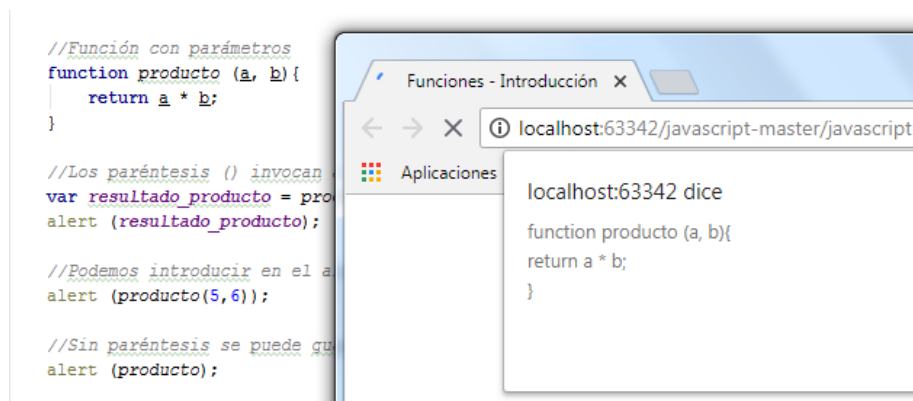 //Función con parámetros
function producto (a, b){
return a * b;
}
//Los paréntesis () invocan
var resultado_producto = pro
alert (resultado_producto);
//Podemos introducir en el a
alert (producto(5,6));
//Sin paréntesis se puede gu
alert (producto);
Funciones - Introducción
localhost:63342/javascript-master/javascript
Aplicaciones
localhost:63342 dice
function producto (a, b){
return a * b;
}